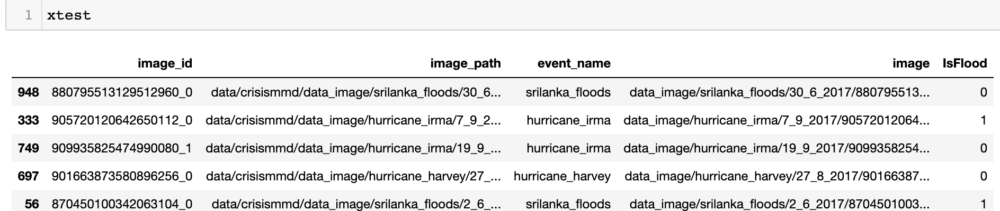 1 xtest
image_id image_path event_name image IsFlood
948 880795513129512960_0 data/crisismmd/data_image/srilanka_floods/30_6... srilanka_floods data_image/srilanka_floods/30_6_2017/880795513... 0
333 905720120642650112_0 data/crisismmd/data_image/hurricane_irma/7_9_2... hurricane_irma data_image/hurricane_irma/7_9_2017/90572012064... 1
749 909935825474990080_1 data/crisismmd/data_image/hurricane_irma/19_9_... hurricane_irma data_image/hurricane_irma/19_9_2017/9099358254... 0
697 901663873580896256_0 data/crisismmd/data_image/hurricane_harvey/27_... hurricane_harvey data_image/hurricane_harvey/27_8_2017/90166387... 0
56 870450100342063104_0 data/crisismmd/data_image/srilanka_floods/2_6_... srilanka_floods data_image/srilanka_floods/2_6_2017/8704501003... 1